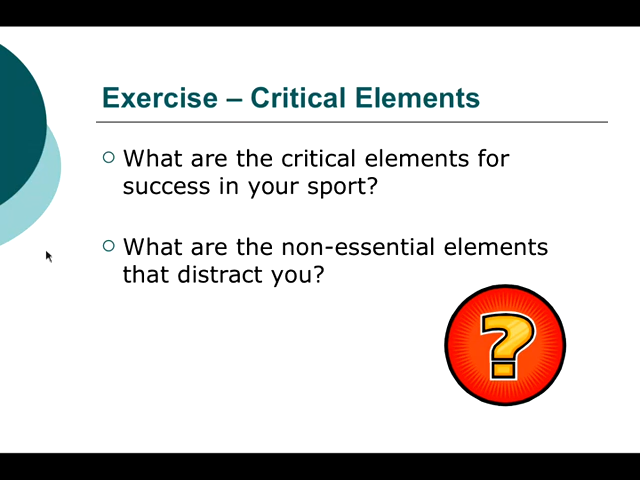 Exercise – Critical Elements
What are the critical elements for
success in your sport?
What are the non-essential elements
that distract you?
?